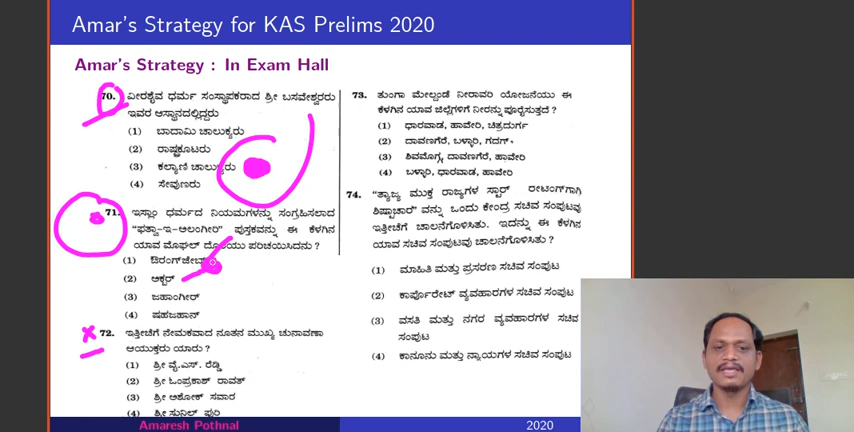 Amar's Strategy for KAS Prelims 2020
Amar's Strategy : In Exam Hall
70. ವೀರಶೈವ ಧರ್ಮ ಸಂಸ್ಥಾಪಕರಾದ ಶ್ರೀ ಬಸವೇಶ್ವರರು
ಇವರ ಆಸ್ಥಾನದಲ್ಲಿದ್ದರು
(1) ಬಾದಾಮಿ ಚಾಲುಕ್ಯರು
(2) ರಾಷ್ಟ್ರಕೂಟರು
(3) ಕಲ್ಯಾಣಿ ಚಾಲುಕ್ಯರು
(4) ಸೇವುಣರು
71. ಇಸ್ಲಾಂ ಧರ್ಮದ ನಿಯಮಗಳನ್ನು ಸಂಗ್ರಹಿಸಲಾದ
"ಫತ್ವಾ-ಇ-ಆಲಂಗೀರಿ" ಪುಸ್ತಕವನ್ನು ಈ ಕೆಳಗಿನ
ಯಾವ ಮೊಘಲ್ ದೊರೆಯು ಪರಿಚಯಿಸಿದನು ?
(1) ಔರಂಗ್‌ಜೇಬ್
(2) ಅಕ್ಬರ್
(3) ಜಹಾಂಗೀರ್
(4) ಷಹಜಹಾನ್
72. ಇತ್ತೀಚೆಗೆ ನೇಮಕವಾದ ನೂತನ ಮುಖ್ಯ ಚುನಾವಣಾ
ಆಯುಕ್ತರು ಯಾರು ?
(1) ಶ್ರೀ ವೈ.ಎಸ್. ರೆಡ್ಡಿ
(2) ಶ್ರೀ ಓಂಪ್ರಕಾಶ್ ರಾವತ್
(3) ಶ್ರೀ ಅಶೋಕ್ ಸವಾರ
(4) ಶ್ರೀ ಸುನಿಲ್ ಪುರಿ
73. ತುಂಗಾ ಮೇಲ್ದಂಡೆ ನೀರಾವರಿ ಯೋಜನೆಯು ಈ
ಕೆಳಗಿನ ಯಾವ ಜಿಲ್ಲೆಗಳಿಗೆ ನೀರನ್ನು ಪೂರೈಸುತ್ತದೆ ?
(1) ಧಾರವಾಡ, ಹಾವೇರಿ, ಚಿತ್ರದುರ್ಗ
(2) ದಾವಣಗೆರೆ, ಬಳ್ಳಾರಿ, ಗದಗ್
(3) ಶಿವಮೊಗ್ಗ, ದಾವಣಗೆರೆ, ಹಾವೇರಿ
(4) ಬಳ್ಳಾರಿ, ಧಾರವಾಡ, ಹಾವೇರಿ
74. "ತ್ಯಾಜ್ಯ ಮುಕ್ತ ರಾಜ್ಯಗಳ ಸ್ಟಾರ್ ರೇಟಿಂಗ್‌ಗಾಗಿ
ಶಿಷ್ಟಾಚಾರ" ವನ್ನು ಒಂದು ಕೇಂದ್ರ ಸಚಿವ ಸಂಪುಟವು
ಇತ್ತೀಚೆಗೆ ಚಾಲನೆಗೊಳಿಸಿತು. ಇದನ್ನು ಈ ಕೆಳಗಿನ
ಯಾವ ಸಚಿವ ಸಂಪುಟವು ಚಾಲನೆಗೊಳಿಸಿತು ?
(1) ಮಾಹಿತಿ ಮತ್ತು ಪ್ರಸರಣ ಸಚಿವ ಸಂಪುಟ
(2) ಕಾರ್ಪೊರೇಟ್ ವ್ಯವಹಾರಗಳ ಸಚಿವ ಸಂಪುಟ
(3) ವಸತಿ ಮತ್ತು ನಗರ ವ್ಯವಹಾರಗಳ ಸಚಿವ
ಸಂಪುಟ
(4) ಕಾನೂನು ಮತ್ತು ನ್ಯಾಯಗಳ ಸಚಿವ ಸಂಪುಟ
Amaresh Pothnal
2020